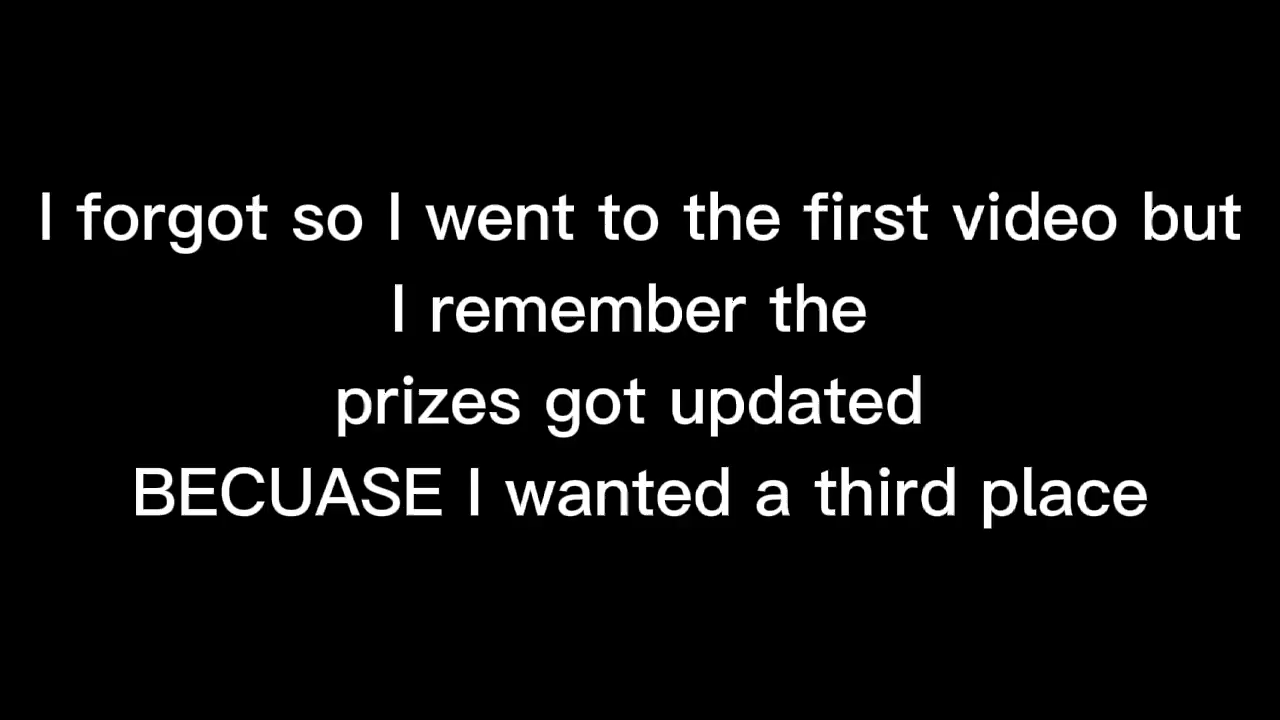 I forgot so I went to the first video but
I remember the
prizes got updated
BECUASE I wanted a third place